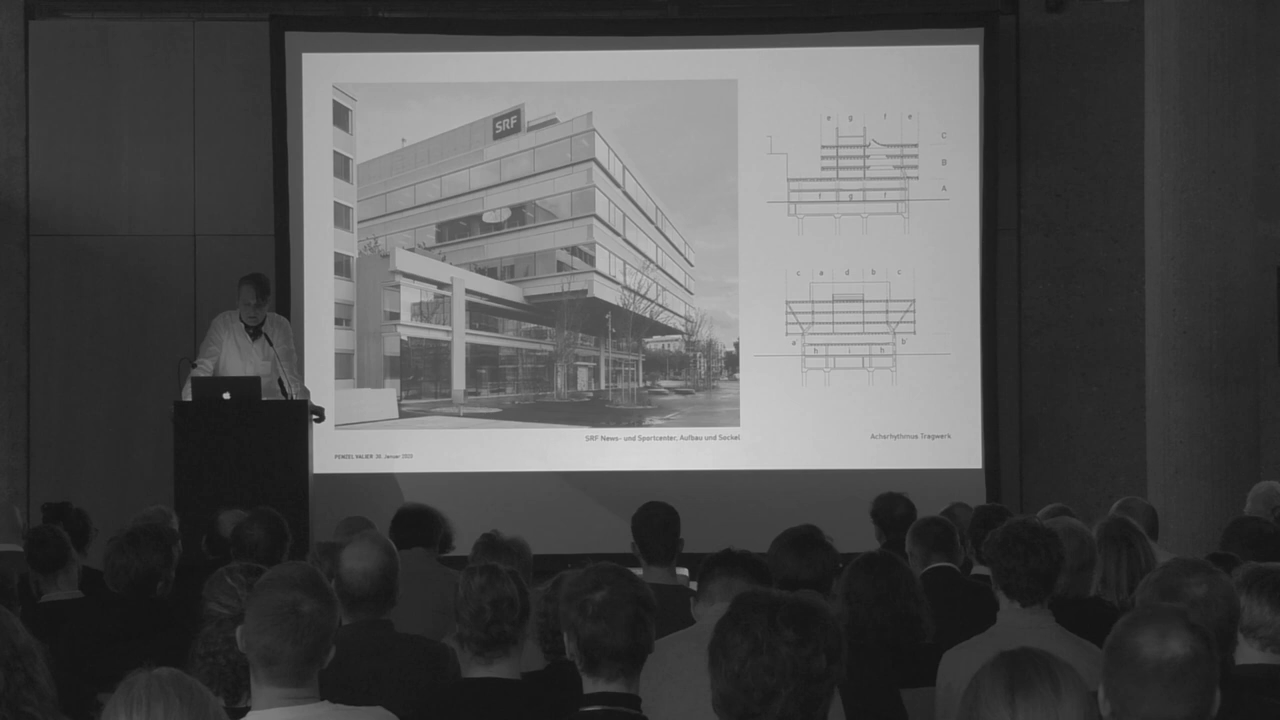 SRF
e g f e
C
B
A
f g f
c a d b c
a' b'
h i h
SRF News- und Sportcenter, Aufbau und Sockel
Achsrhythmus Tragwerk
PENZEL VALIER 30. Januar 2020